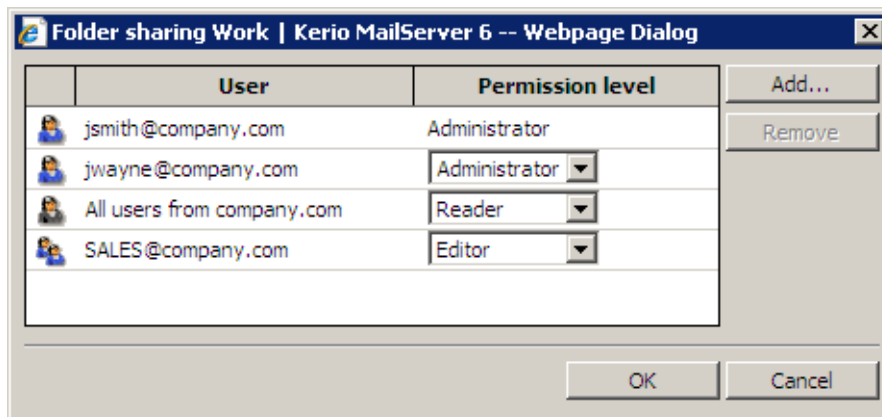 Folder sharing Work | Kerio MailServer 6 -- Webpage Dialog
User Permission level Add...
jsmith@company.com Administrator Remove
jwayne@company.com Administrator
All users from company.com Reader
SALES@company.com Editor
OK Cancel